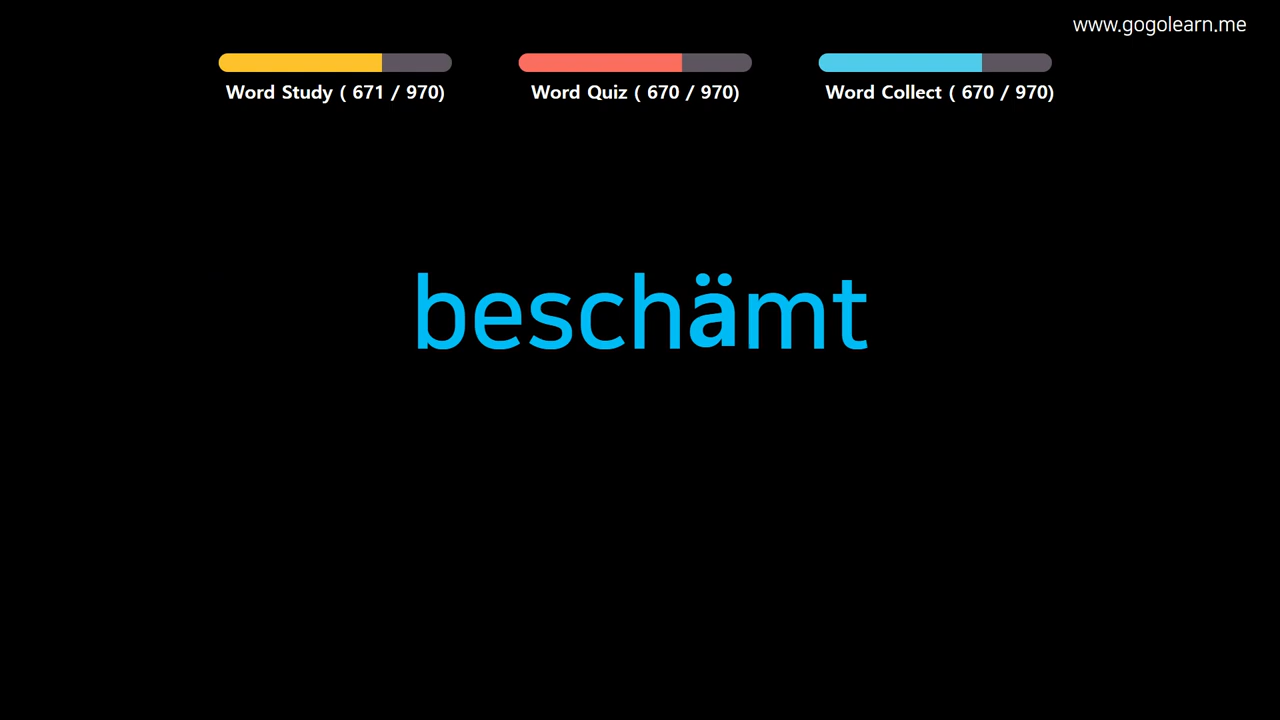 www.gogolearn.me
Word Study ( 671 / 970)
Word Quiz ( 670 / 970)
Word Collect ( 670 / 970)
beschämt